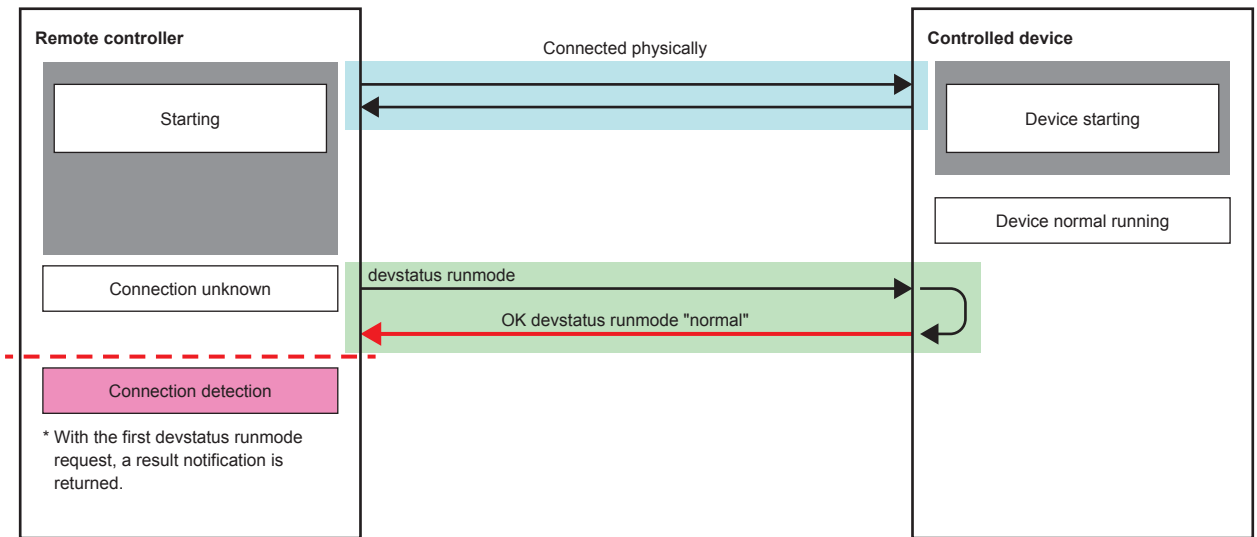 Remote controller
Connected physically
Controlled device
Starting
Device starting
Device normal running
Connection unknown
devstatus runmode
OK devstatus runmode "normal"
Connection detection
* With the first devstatus runmode
request, a result notification is
returned.